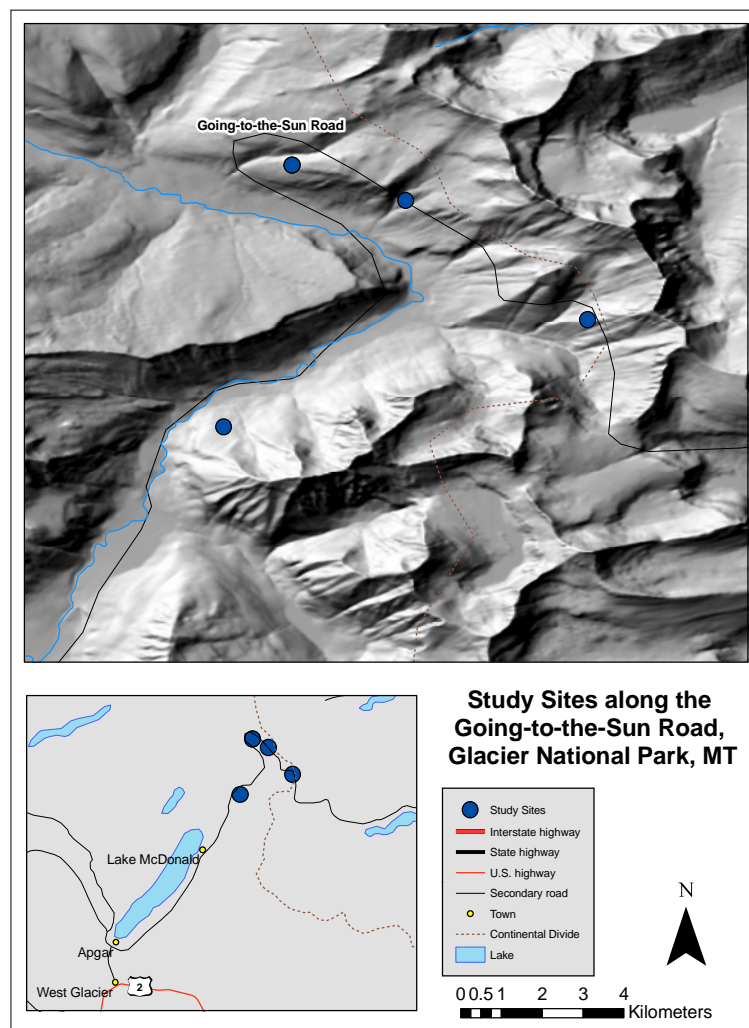 Going-to-the-Sun Road
Lake McDonald
Apgar
West Glacier
2
Study Sites along the
Going-to-the-Sun Road,
Glacier National Park, MT
Study Sites
Interstate highway
State highway
U.S. highway
Secondary road
Town
Continental Divide
Lake
N
0 0.5 1 2 3 4
Kilometers